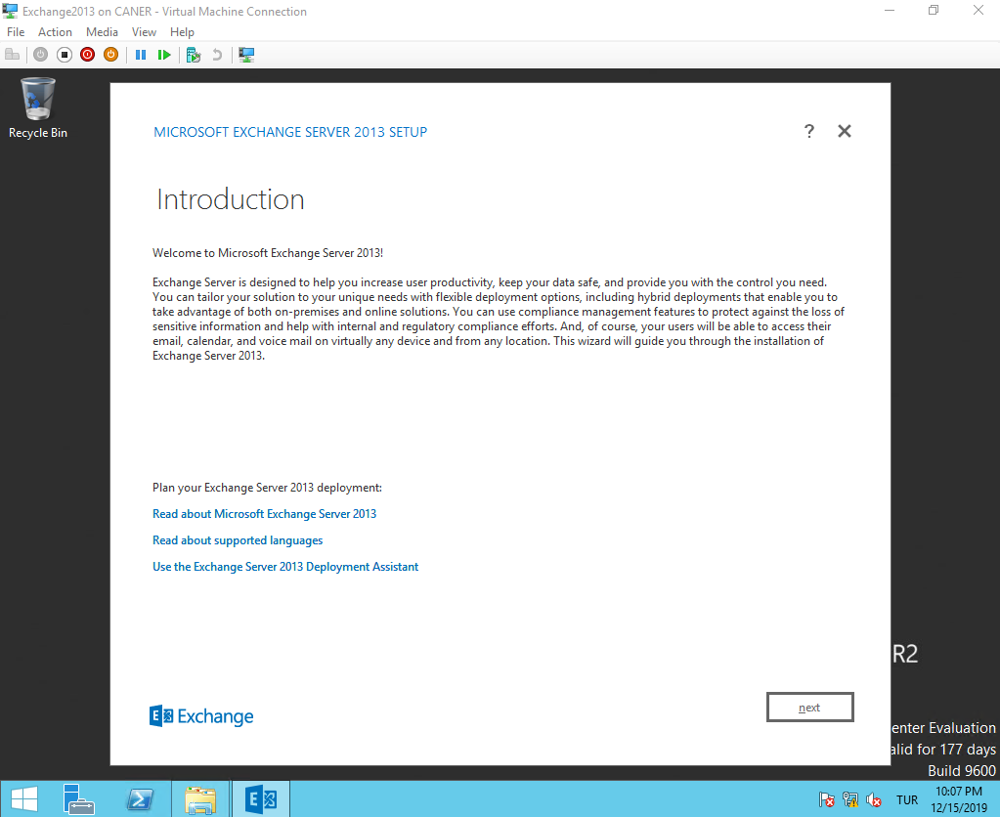 Exchange2013 on CANER - Virtual Machine Connection
File Action Media View Help
Recycle Bin
MICROSOFT EXCHANGE SERVER 2013 SETUP
?
Introduction
Welcome to Microsoft Exchange Server 2013!
Exchange Server is designed to help you increase user productivity, keep your data safe, and provide you with the control you need.
You can tailor your solution to your unique needs with flexible deployment options, including hybrid deployments that enable you to
take advantage of both on-premises and online solutions. You can use compliance management features to protect against the loss of
sensitive information and help with internal and regulatory compliance efforts. And, of course, your users will be able to access their
email, calendar, and voice mail on virtually any device and from any location. This wizard will guide you through the installation of
Exchange Server 2013.
Plan your Exchange Server 2013 deployment:
Read about Microsoft Exchange Server 2013
Read about supported languages
Use the Exchange Server 2013 Deployment Assistant
R2
Exchange
next
enter Evaluation
alid for 177 days
Build 9600
TUR
10:07 PM
12/15/2019